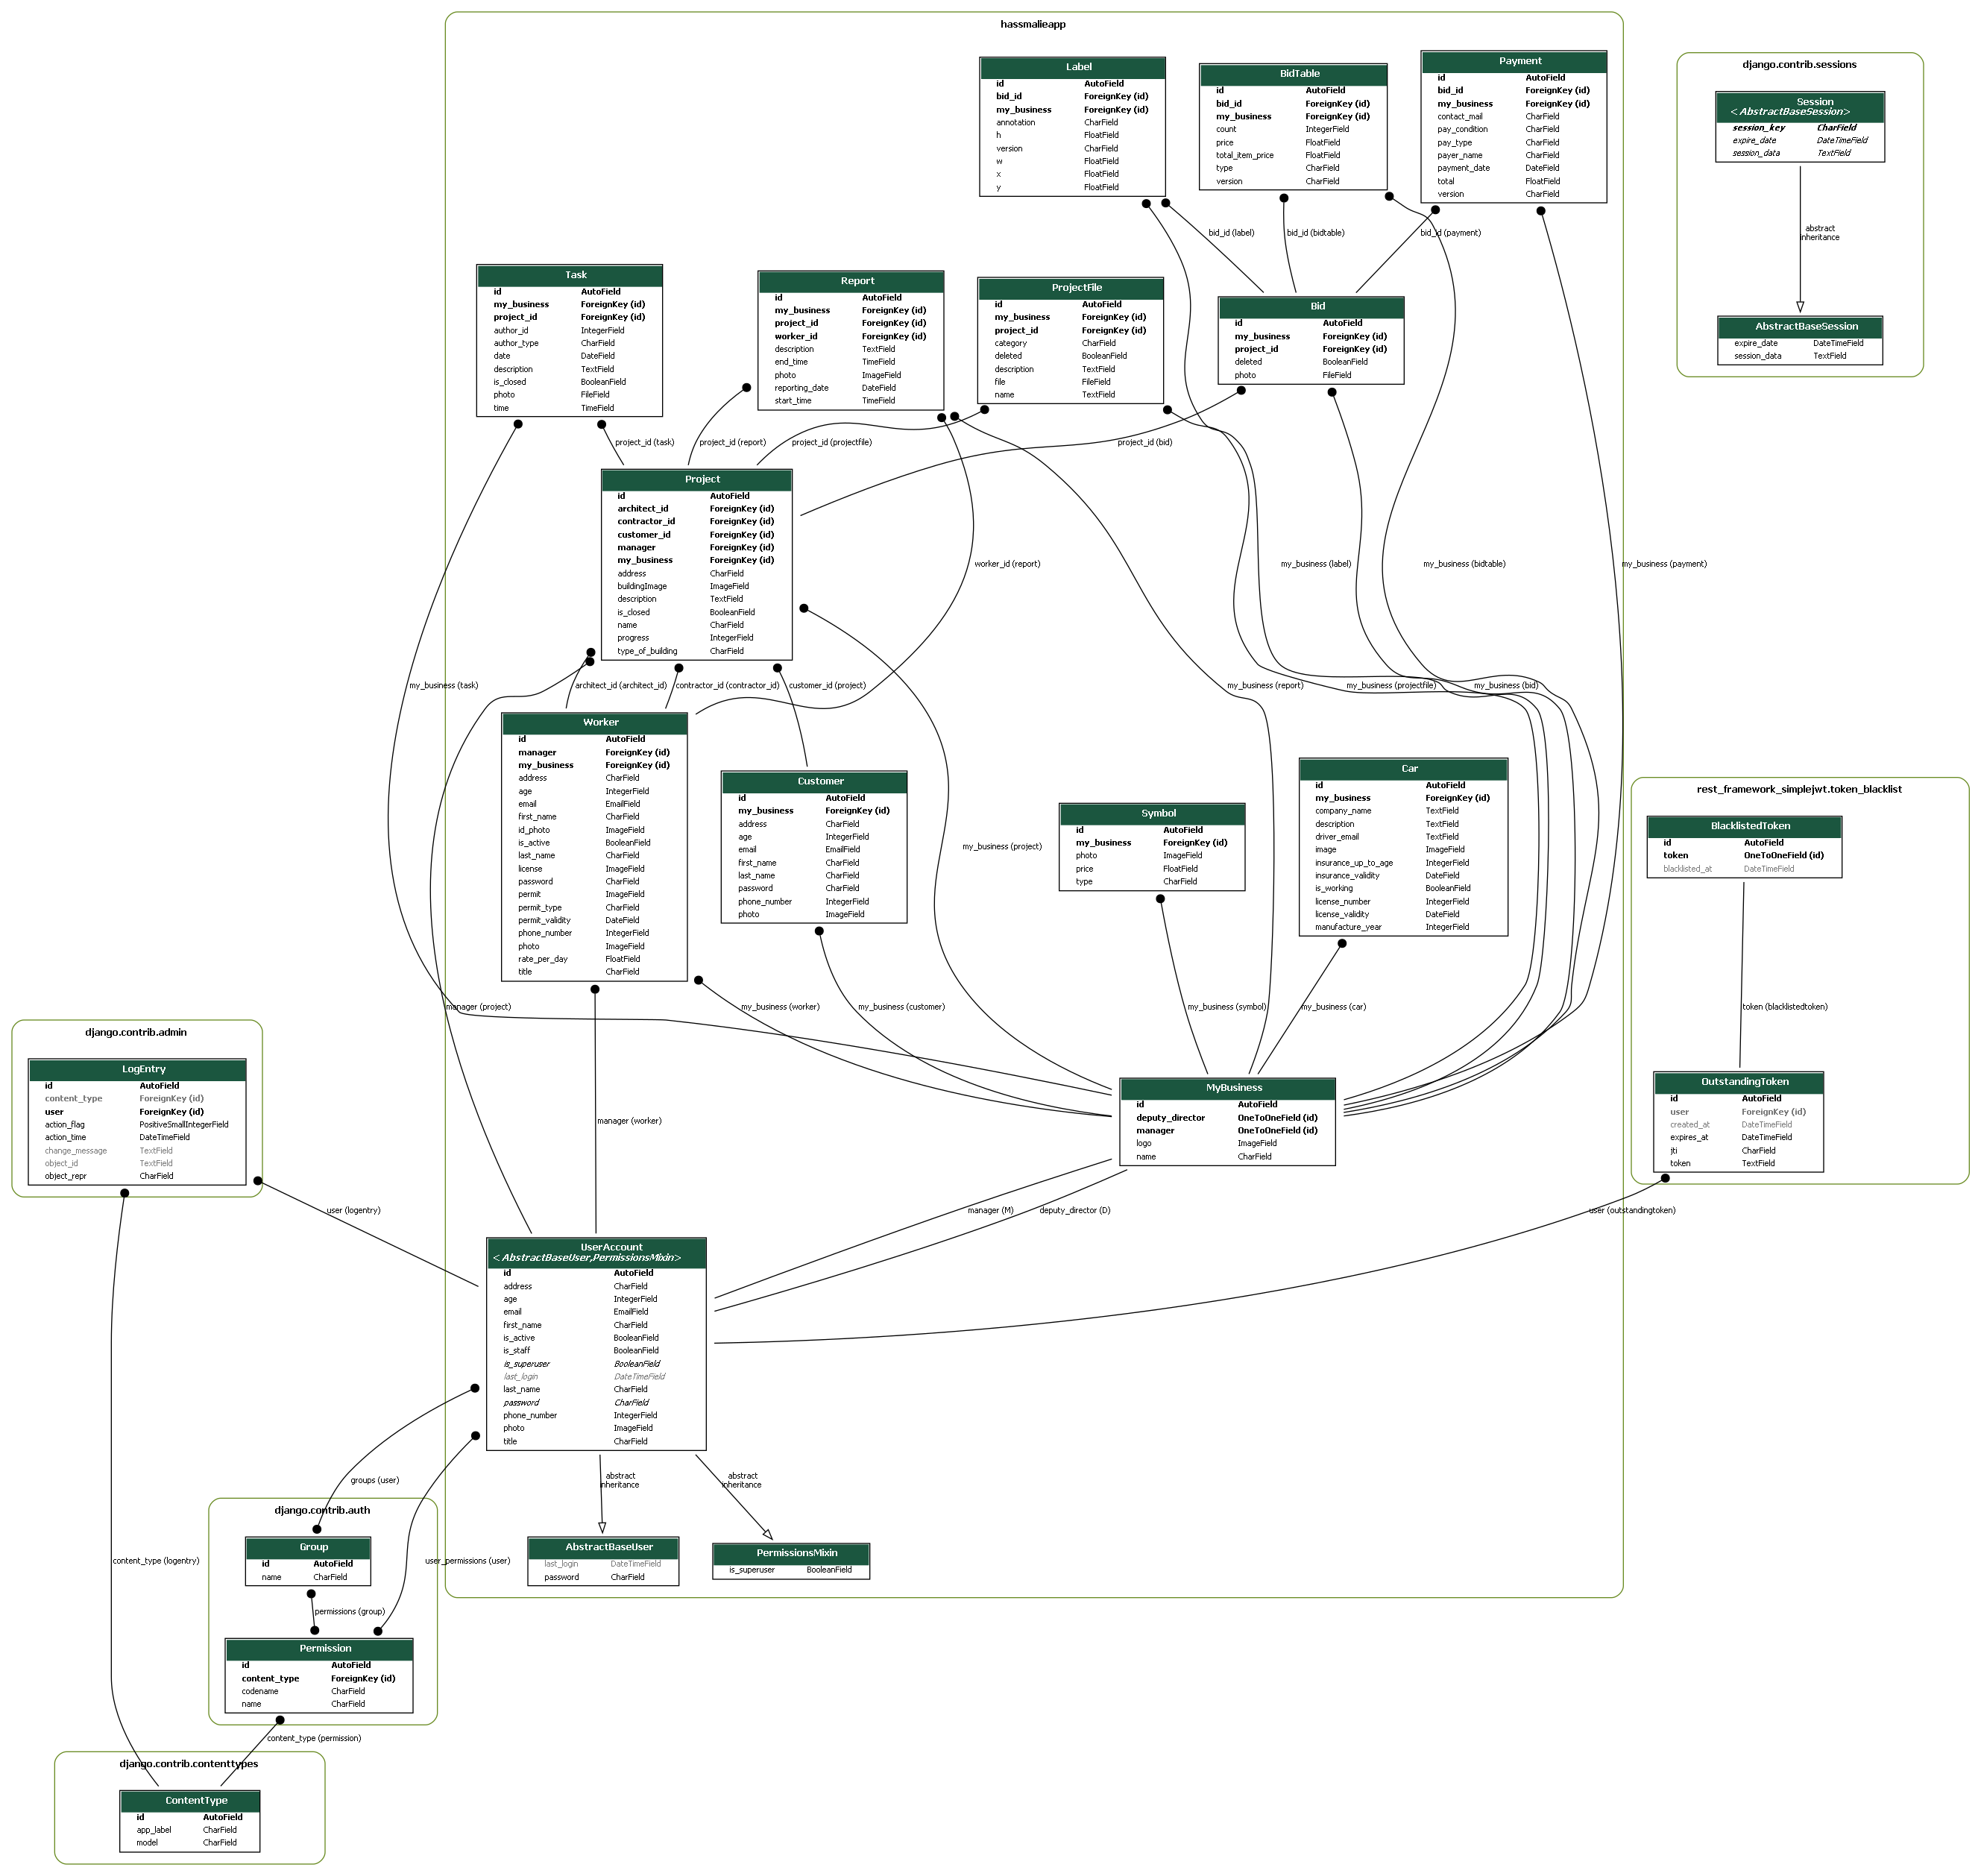 hassmalieapp
Label
id AutoField
bid_id ForeignKey (id)
my_business ForeignKey (id)
annotation CharField
h FloatField
version CharField
w FloatField
x FloatField
y FloatField
BidTable
id AutoField
bid_id ForeignKey (id)
my_business ForeignKey (id)
count IntegerField
price FloatField
total_item_price FloatField
type CharField
version CharField
Payment
id AutoField
bid_id ForeignKey (id)
my_business ForeignKey (id)
contact_mail CharField
pay_condition CharField
pay_type CharField
payer_name CharField
payment_date DateField
total FloatField
version CharField
django.contrib.sessions
Session
<AbstractBaseSession>
session_key CharField
expire_date DateTimeField
session_data TextField
abstract
inheritance
AbstractBaseSession
expire_date DateTimeField
session_data TextField
bid_id (label)
bid_id (bidtable)
bid_id (payment)
Task
id AutoField
my_business ForeignKey (id)
project_id ForeignKey (id)
author_id IntegerField
author_type CharField
date DateField
description TextField
is_closed BooleanField
photo FileField
time TimeField
Report
id AutoField
my_business ForeignKey (id)
project_id ForeignKey (id)
worker_id ForeignKey (id)
description TextField
end_time TimeField
photo ImageField
reporting_date DateField
start_time TimeField
ProjectFile
id AutoField
my_business ForeignKey (id)
project_id ForeignKey (id)
category CharField
deleted BooleanField
description TextField
file FileField
name TextField
Bid
id AutoField
my_business ForeignKey (id)
project_id ForeignKey (id)
deleted BooleanField
photo FileField
project_id (task)
project_id (report)
project_id (projectfile)
project_id (bid)
Project
id AutoField
architect_id ForeignKey (id)
contractor_id ForeignKey (id)
customer_id ForeignKey (id)
manager ForeignKey (id)
my_business ForeignKey (id)
address CharField
buildingImage ImageField
description TextField
is_closed BooleanField
name CharField
progress IntegerField
type_of_building CharField
worker_id (report)
my_business (label)
my_business (bidtable)
my_business (payment)
my_business (task)
architect_id (architect_id)
contractor_id (contractor_id)
customer_id (project)
my_business (report)
my_business (projectfile)
my_business (bid)
Worker
id AutoField
manager ForeignKey (id)
my_business ForeignKey (id)
address CharField
age IntegerField
email EmailField
first_name CharField
id_photo ImageField
is_active BooleanField
last_name CharField
license ImageField
password CharField
permit ImageField
permit_type CharField
permit_validity DateField
phone_number IntegerField
photo ImageField
rate_per_day FloatField
title CharField
Customer
id AutoField
my_business ForeignKey (id)
address CharField
age IntegerField
email EmailField
first_name CharField
last_name CharField
password CharField
phone_number IntegerField
photo ImageField
my_business (project)
Symbol
id AutoField
my_business ForeignKey (id)
photo ImageField
price FloatField
type CharField
Car
id AutoField
my_business ForeignKey (id)
company_name TextField
description TextField
driver_email TextField
image ImageField
insurance_up_to_age IntegerField
insurance_validity DateField
is_working BooleanField
license_number IntegerField
license_validity DateField
manufacture_year IntegerField
rest_framework_simplejwt.token_blacklist
BlacklistedToken
id AutoField
token OneToOneField (id)
blacklisted_at DateTimeField
token (blacklistedtoken)
OutstandingToken
id AutoField
user ForeignKey (id)
created_at DateTimeField
expires_at DateTimeField
jti CharField
token TextField
manager (project)
my_business (worker)
my_business (customer)
my_business (symbol)
my_business (car)
django.contrib.admin
LogEntry
id AutoField
content_type ForeignKey (id)
user ForeignKey (id)
action_flag PositiveSmallIntegerField
action_time DateTimeField
change_message TextField
object_id TextField
object_repr CharField
manager (worker)
MyBusiness
id AutoField
deputy_director OneToOneField (id)
manager OneToOneField (id)
logo ImageField
name CharField
user (logentry)
manager (M)
deputy_director (D)
user (outstandingtoken)
UserAccount
<AbstractBaseUser,PermissionsMixin>
id AutoField
address CharField
age IntegerField
email EmailField
first_name CharField
is_active BooleanField
is_staff BooleanField
is_superuser BooleanField
last_login DateTimeField
last_name CharField
password CharField
phone_number IntegerField
photo ImageField
title CharField
groups (user)
abstract
inheritance
abstract
inheritance
django.contrib.auth
Group
id AutoField
name CharField
content_type (logentry)
user_permissions (user)
AbstractBaseUser
last_login DateTimeField
password CharField
PermissionsMixin
is_superuser BooleanField
permissions (group)
Permission
id AutoField
content_type ForeignKey (id)
codename CharField
name CharField
content_type (permission)
django.contrib.contenttypes
ContentType
id AutoField
app_label CharField
model CharField